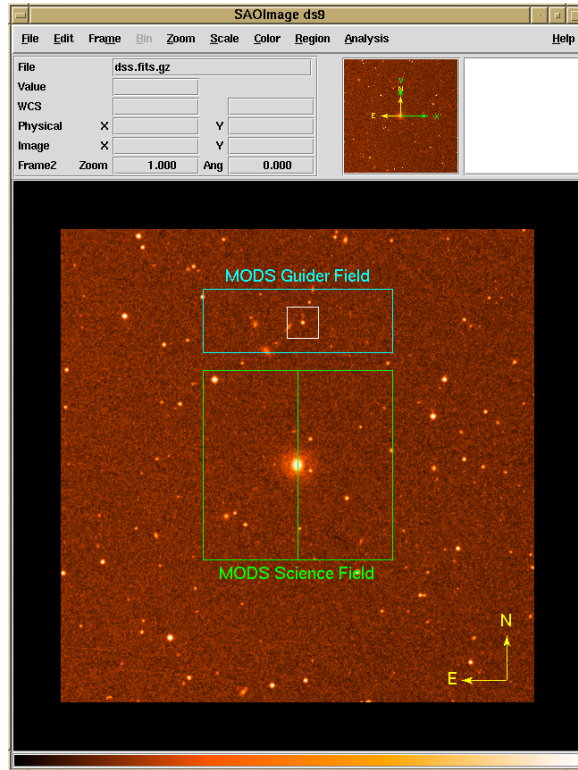 SAOImage ds9
File Edit Frame Bin Zoom Scale Color Region Analysis Help
File dss.fits.gz
Value
WCS
Physical X Y
Image X Y
Frame2 Zoom 1.000 Ang 0.000
Y
N
E X
MODS Guider Field
MODS Science Field
N
E